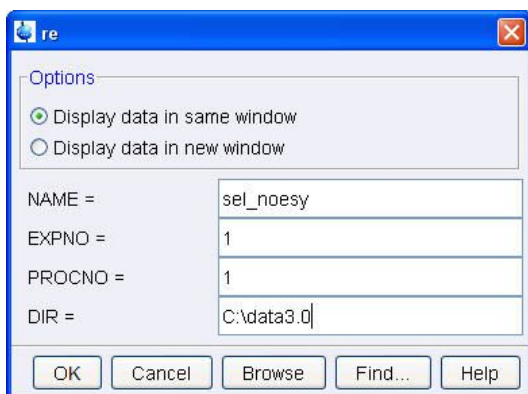 re
Options
Display data in same window
Display data in new window
NAME = sel_noesy
EXPNO = 1
PROCNO = 1
DIR = C:\data3.0
OK Cancel Browse Find... Help